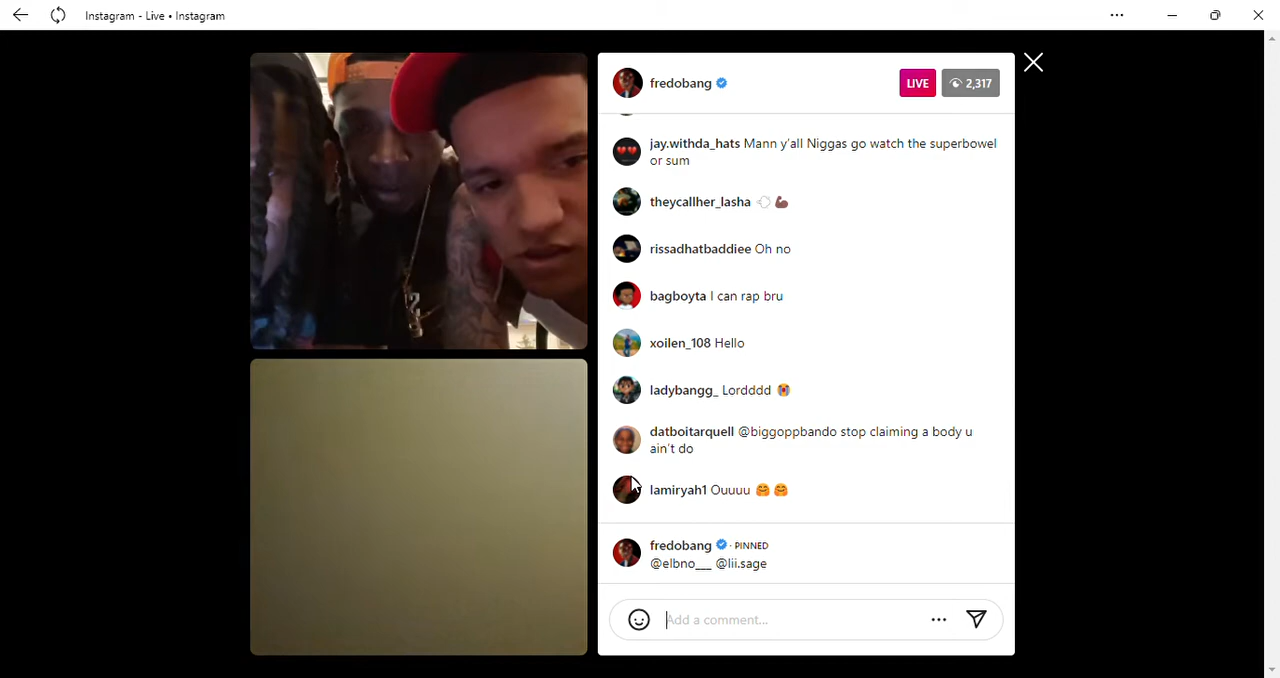 Instagram - Live • Instagram
fredobang
LIVE
2,317
jay.withda_hats Mann y'all Niggas go watch the superbowel
or sum
theycallher_lasha 💨 💪🏿
rissadhatbaddiee Oh no
bagboyta I can rap bru
xoilen_108 Hello
ladybangg_ Lordddd 😭
datboitarquell @biggoppbando stop claiming a body u
ain't do
lamiryah1 Ouuuu 🤗 🤗
fredobang · PINNED
@elbno___ @lii.sage
Add a comment...